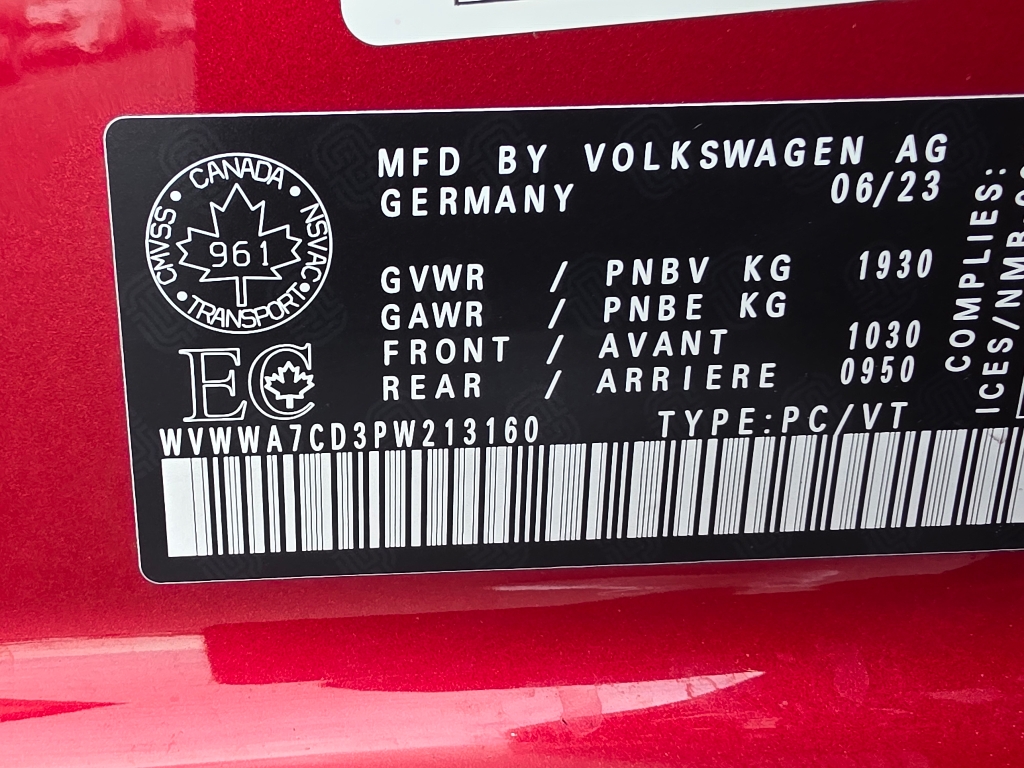 MFD BY VOLKSWAGEN AG
GERMANY 06/23
CANADA
CMVSS
961
NSVAC
TRANSPORT
EC
GVWR / PNBV KG 1930
GAWR / PNBE KG
FRONT / AVANT 1030
REAR / ARRIERE 0950
WVWWA7CD3PW213160 TYPE:PC/VT
COMPLIES:
ICES/NMB